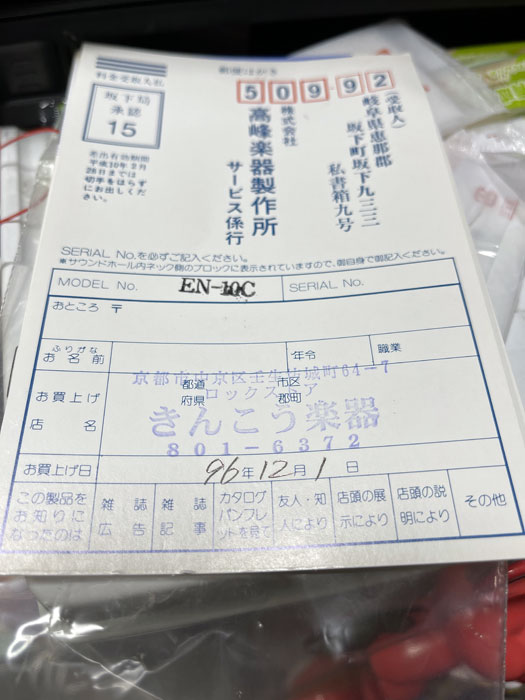 郵便はがき
料金受取人払
坂下局
承認
15
差出有効期間
平成10年2月
28日までは
切手をはらず
にお出しくだ
さい。
509-92
(受取人)
岐阜県恵那郡
坂下町坂下九三三
私書箱九号
株式会社
高峰楽器製作所
サービス係行
SERIAL No.を必ずご記入ください。
※サウンドホール内ネック側のブロックに表示されていますので、御自身で御記入ください。
MODEL No. EN-10C SERIAL No.
おところ 〒
ふりがな
お名前 年令 職業
お買上げ
店名
都道
府県
市区
郡町
京都市中京区壬生 城町64-7
ロックストア
きんこう楽器
801-6372
お買上げ日 96年12月1日
この製品を
お知りに
なったのは
雑誌
広告
雑誌
記事
カタログ
パンフレ
ットを見て
友人・知
人により
店頭の展
示により
店頭の説
明により
その他